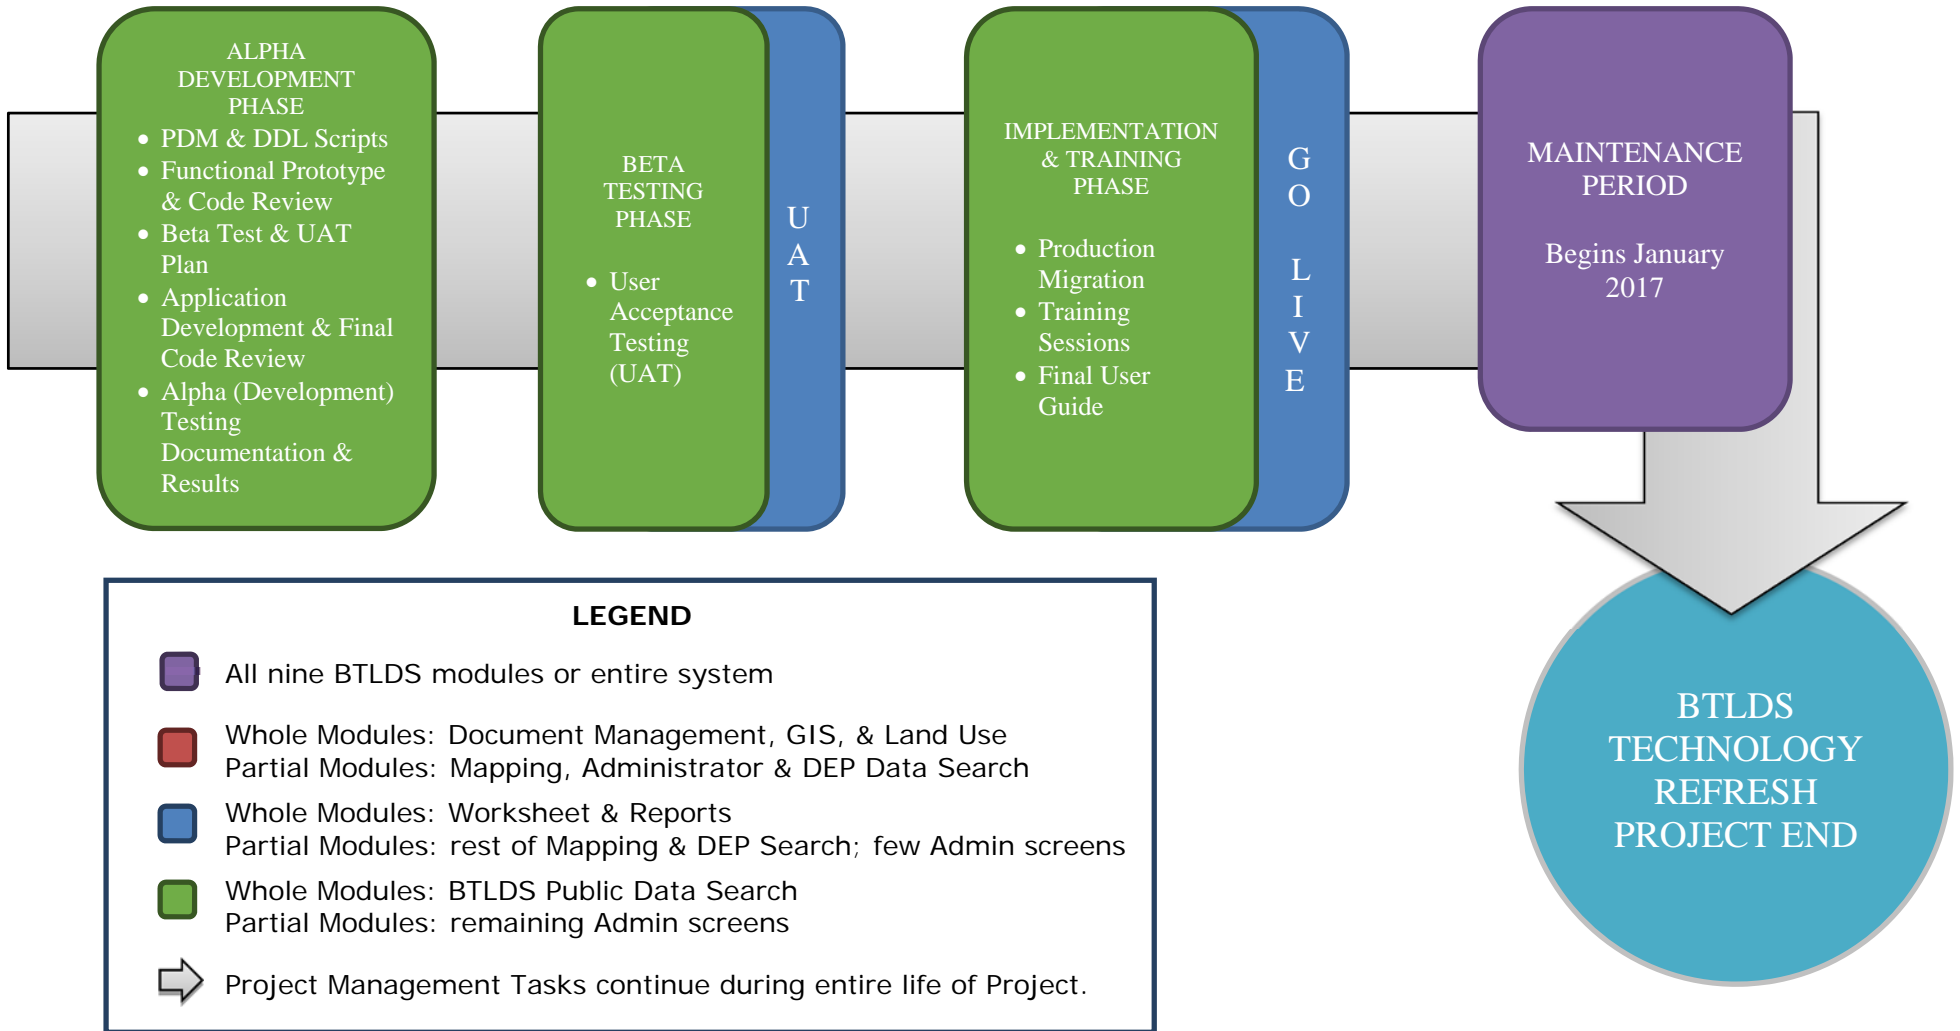 ALPHA
DEVELOPMENT
PHASE
• PDM & DDL Scripts
• Functional Prototype
& Code Review
• Beta Test & UAT
Plan
• Application
Development & Final
Code Review
• Alpha (Development)
Testing
Documentation &
Results
BETA
TESTING
PHASE
• User
Acceptance
Testing
(UAT)
U
A
T
IMPLEMENTATION
& TRAINING
PHASE
• Production
Migration
• Training
Sessions
• Final User
Guide
G
O
L
I
V
E
MAINTENANCE
PERIOD
Begins January
2017
BTLDS
TECHNOLOGY
REFRESH
PROJECT END
LEGEND
All nine BTLDS modules or entire system
Whole Modules: Document Management, GIS, & Land Use
Partial Modules: Mapping, Administrator & DEP Data Search
Whole Modules: Worksheet & Reports
Partial Modules: rest of Mapping & DEP Search; few Admin screens
Whole Modules: BTLDS Public Data Search
Partial Modules: remaining Admin screens
Project Management Tasks continue during entire life of Project.